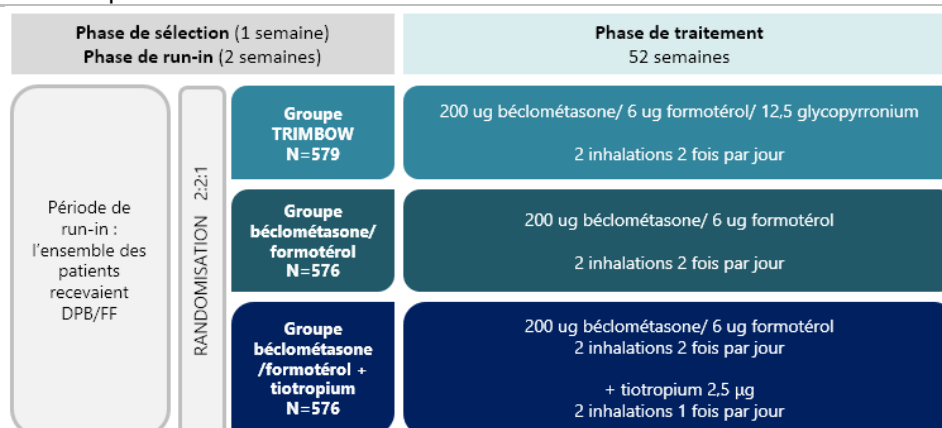 Phase de sélection (1 semaine)
Phase de run-in (2 semaines)
Phase de traitement
52 semaines
Période de
run-in :
l'ensemble des
patients
recevaient
DPB/FF
RANDOMISATION 2:2:1
Groupe
TRIMBOW
N=579
200 ug béclométasone/ 6 ug formotérol/ 12,5 glycopyrronium
2 inhalations 2 fois par jour
Groupe
béclométasone/
formotérol
N=576
200 ug béclométasone/ 6 ug formotérol
2 inhalations 2 fois par jour
Groupe
béclométasone
/formotérol +
tiotropium
N=576
200 ug béclométasone/ 6 ug formotérol
2 inhalations 2 fois par jour
+ tiotropium 2,5 µg
2 inhalations 1 fois par jour